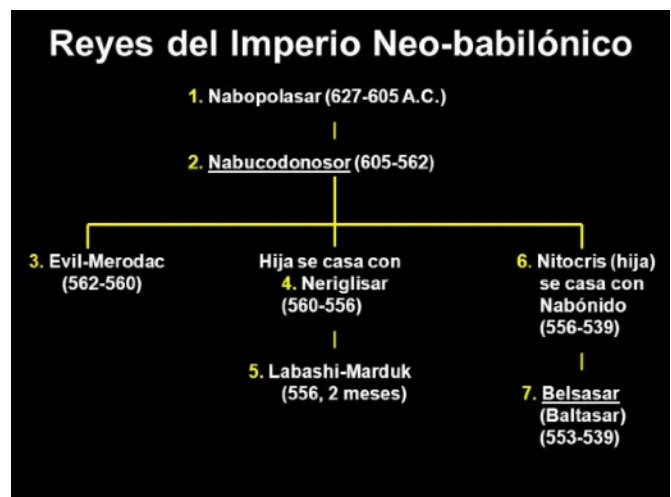 Reyes del Imperio Neo-babilónico
1. Nabopolasar (627-605 A.C.)
2. Nabucodonosor (605-562)
3. Evil-Merodac
(562-560)
Hija se casa con
4. Neriglisar
(560-556)
5. Labashi-Marduk
(556, 2 meses)
6. Nitocris (hija)
se casa con
Nabónido
(556-539)
7. Belsasar
(Baltasar)
(553-539)